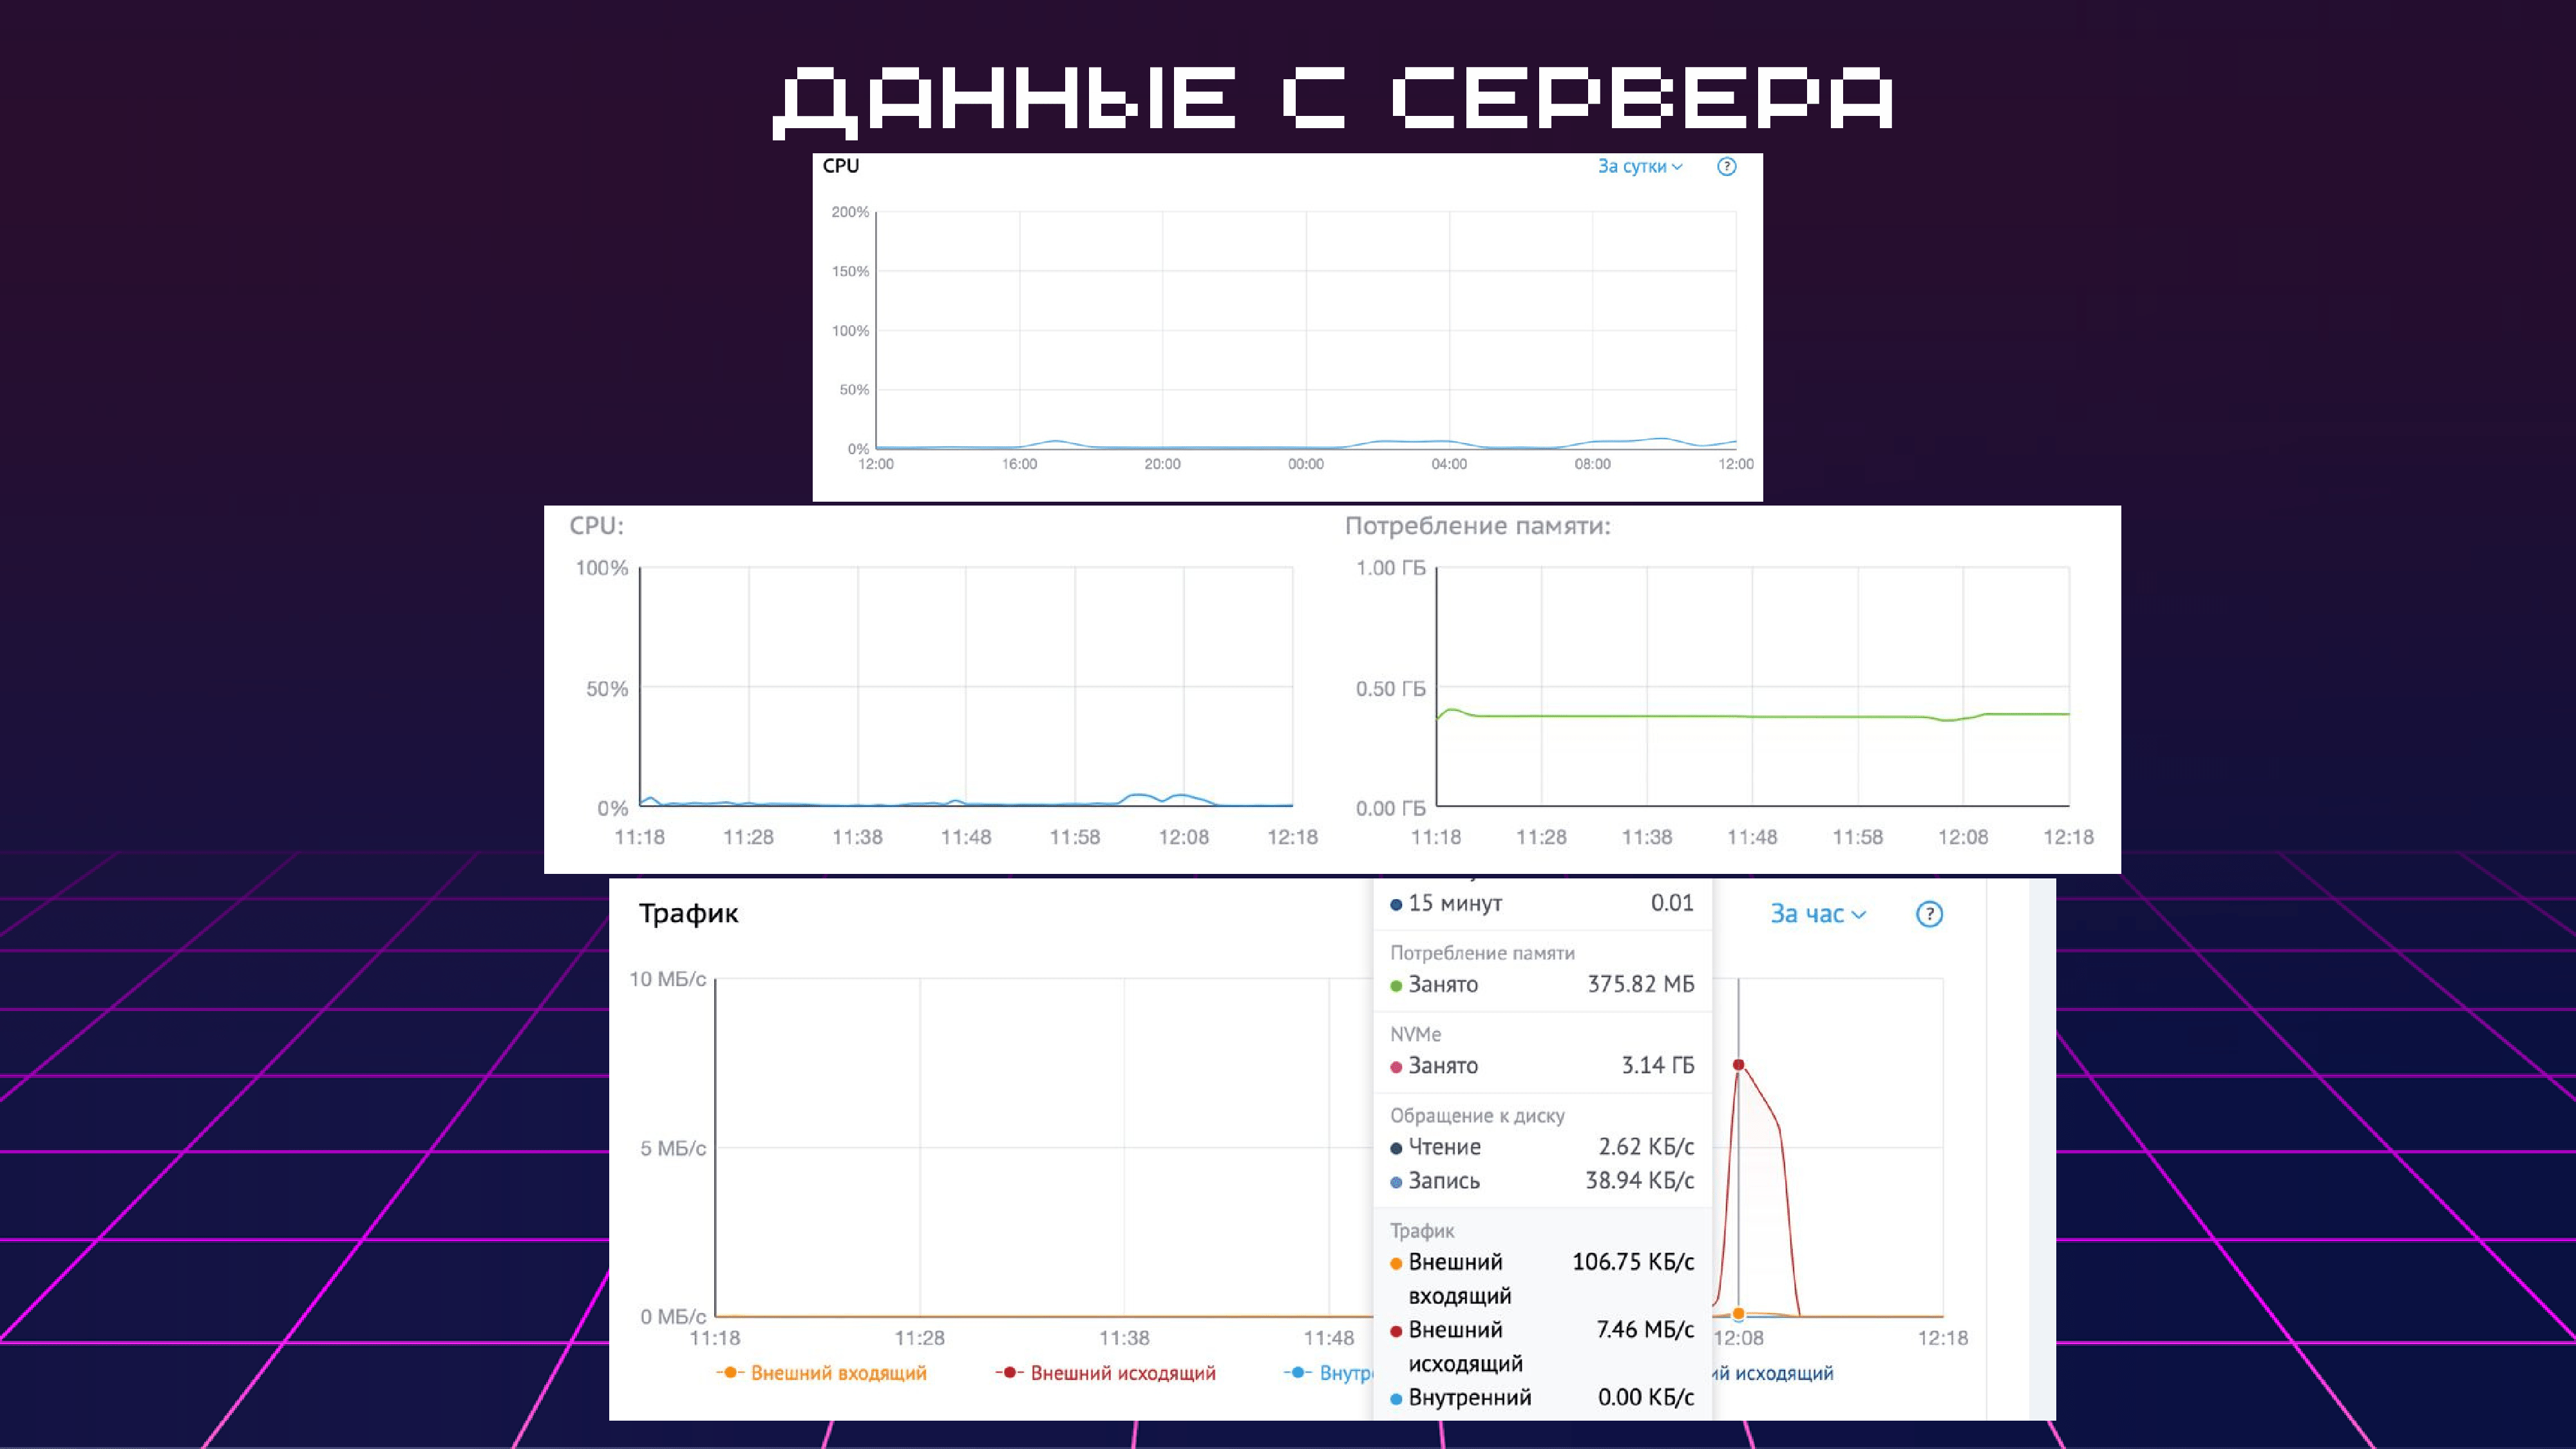 ДАННЫЕ С СЕРВЕРА
CPU
За сутки
?
200%
150%
100%
50%
0%
12:00 16:00 20:00 00:00 04:00 08:00 12:00
CPU:
100%
50%
0%
11:18 11:28 11:38 11:48 11:58 12:08 12:18
Потребление памяти:
1.00 ГБ
0.50 ГБ
0.00 ГБ
11:18 11:28 11:38 11:48 11:58 12:08 12:18
Трафик
За час
?
10 МБ/с
5 МБ/с
0 МБ/с
11:18 11:28 11:38 11:48 12:08 12:18
Внешний входящий Внешний исходящий Внутр ий исходящий
15 минут 0.01
Потребление памяти
Занято 375.82 МБ
NVMe
Занято 3.14 ГБ
Обращение к диску
Чтение 2.62 КБ/с
Запись 38.94 КБ/с
Трафик
Внешний 106.75 КБ/с
входящий
Внешний 7.46 МБ/с
исходящий
Внутренний 0.00 КБ/с